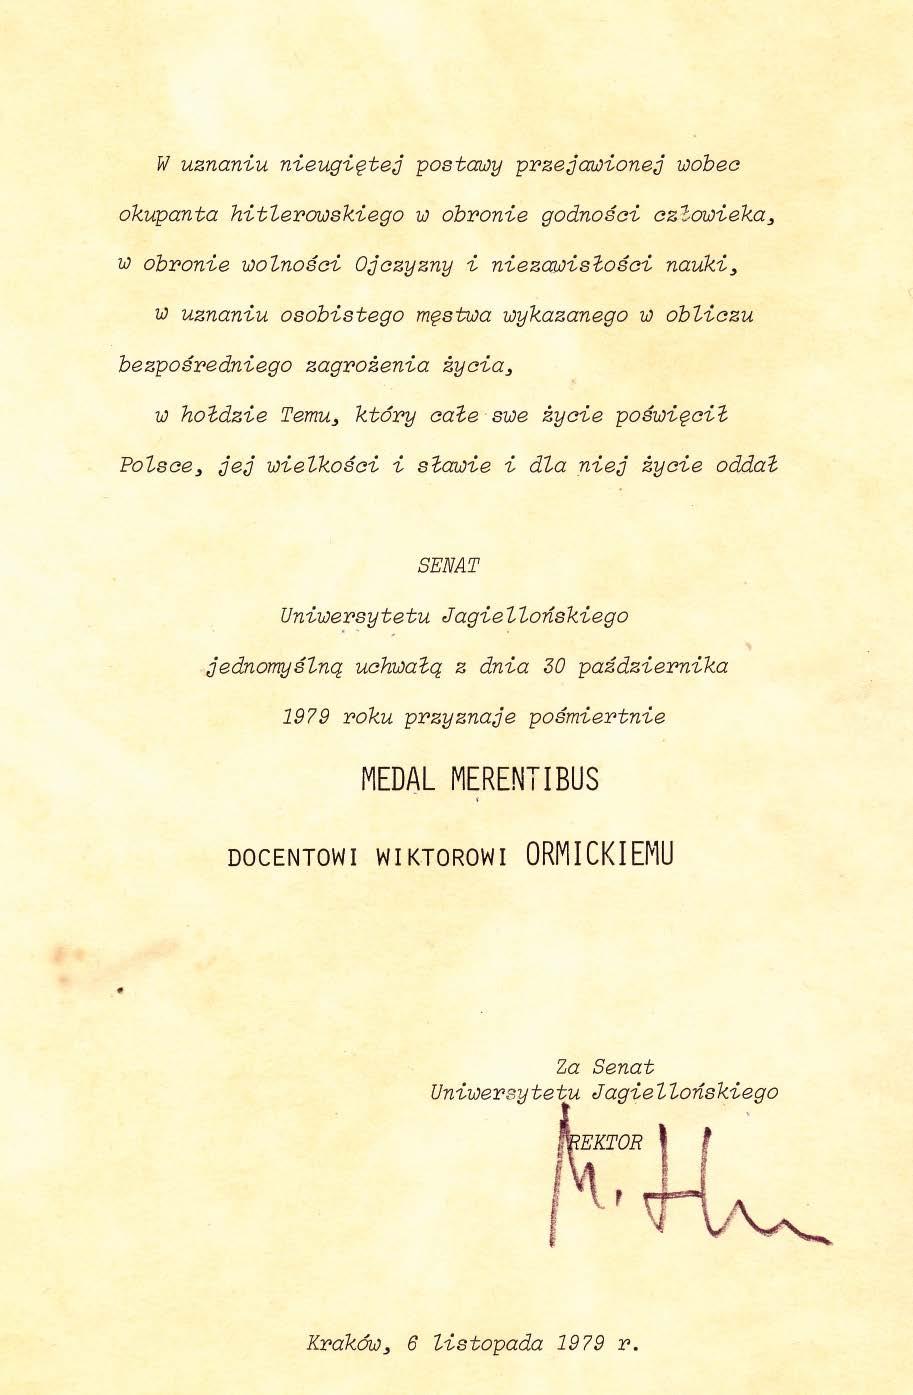 W uznaniu nieugiętej postawy przejawionej wobec
okupanta hitlerowskiego w obronie godności człowieka,
w obronie wolności Ojczyzny i niezawisłości nauki,
w uznaniu osobistego męstwa wykazanego w obliczu
bezpośredniego zagrożenia życia,
w hołdzie Temu, który całe swe życie poświęcił
Polsce, jej wielkości i sławie i dla niej życie oddał
SENAT
Uniwersytetu Jagiellońskiego
jednomyślną uchwałą z dnia 30 października
1979 roku przyznaje pośmiertnie
MEDAL MERENTIBUS
DOCENTOWI WIKTOROWI ORMICKIEMU
Za Senat
Uniwersytetu Jagiellońskiego
REKTOR
Kraków, 6 listopada 1979 r.